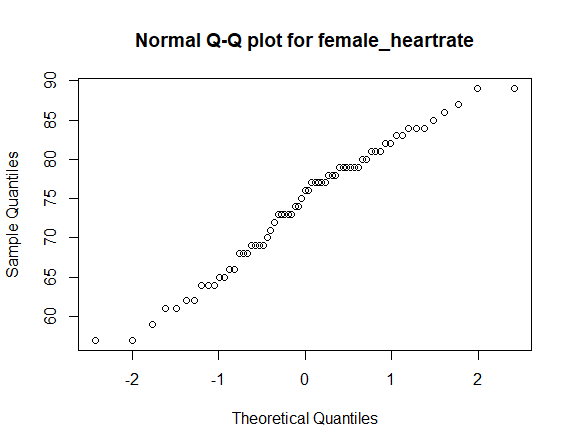 Normal Q-Q plot for female_heartrate
Sample Quantiles
90
85
80
75
70
65
60
-2 -1 0 1 2
Theoretical Quantiles